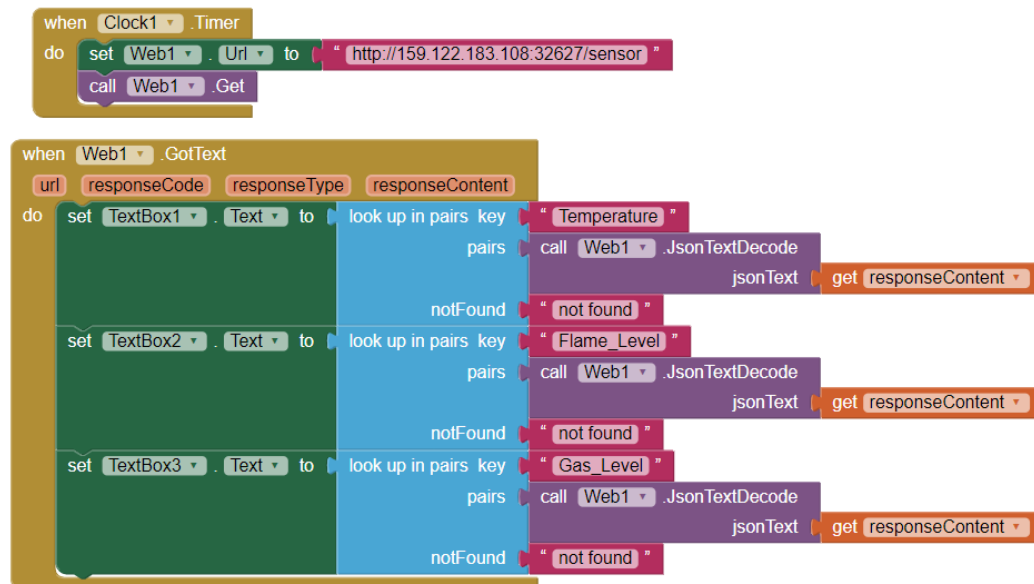 when Clock1 .Timer
do set Web1 . Url to " http://159.122.183.108:32627/sensor "
call Web1 .Get
when Web1 .GotText
url responseCode responseType responseContent
do set TextBox1 . Text to look up in pairs key " Temperature "
pairs call Web1 .JsonTextDecode
jsonText get responseContent
notFound " not found "
set TextBox2 . Text to look up in pairs key " Flame_Level "
pairs call Web1 .JsonTextDecode
jsonText get responseContent
notFound " not found "
set TextBox3 . Text to look up in pairs key " Gas_Level "
pairs call Web1 .JsonTextDecode
jsonText get responseContent
notFound " not found "